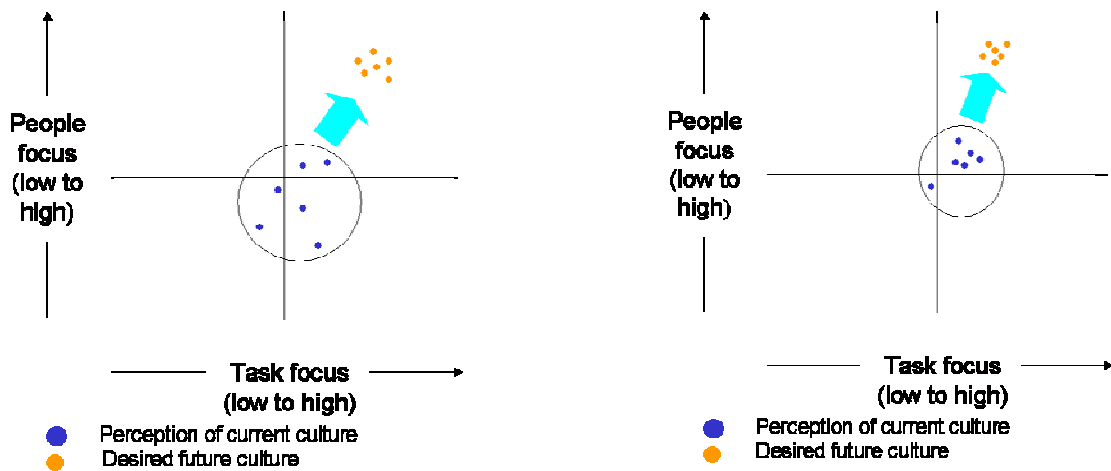 People
focus
(low to
high)
Task focus
(low to high)
Perception of current culture
Desired future culture
People
focus
(low to
high)
Task focus
(low to high)
Perception of current culture
Desired future culture